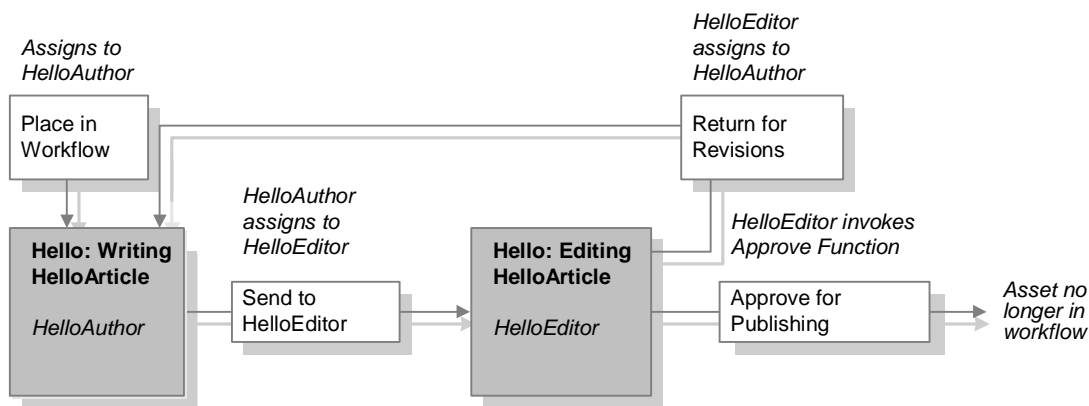 Assigns to
HelloAuthor
HelloEditor
assigns to
HelloAuthor
Place in
Workflow
Return for
Revisions
HelloAuthor
assigns to
HelloEditor
HelloEditor invokes
Approve Function
Hello: Writing
HelloArticle
HelloAuthor
Send to
HelloEditor
Hello: Editing
HelloArticle
HelloEditor
Approve for
Publishing
Asset no
longer in
workflow